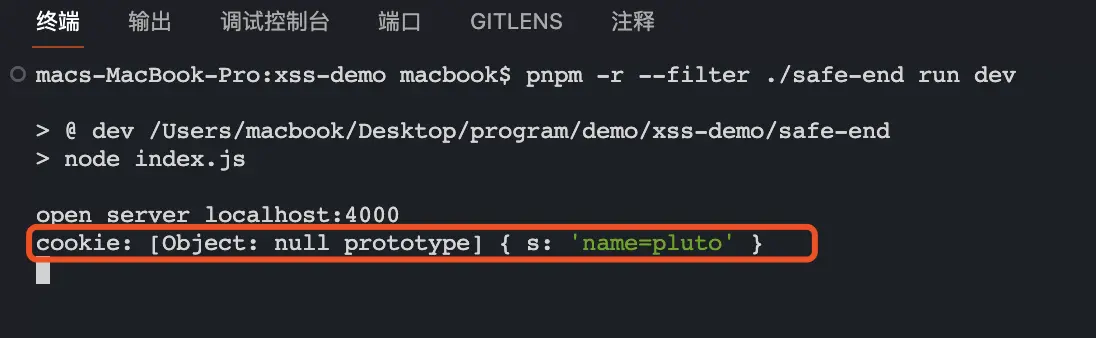 终端 输出 调试控制台 端口 GITLENS 注释
macs-MacBook-Pro:xss-demo macbook$ pnpm -r --filter ./safe-end run dev
> @ dev /Users/macbook/Desktop/program/demo/xss-demo/safe-end
> node index.js
open server localhost:4000
cookie: [Object: null prototype] { s: 'name=pluto' }